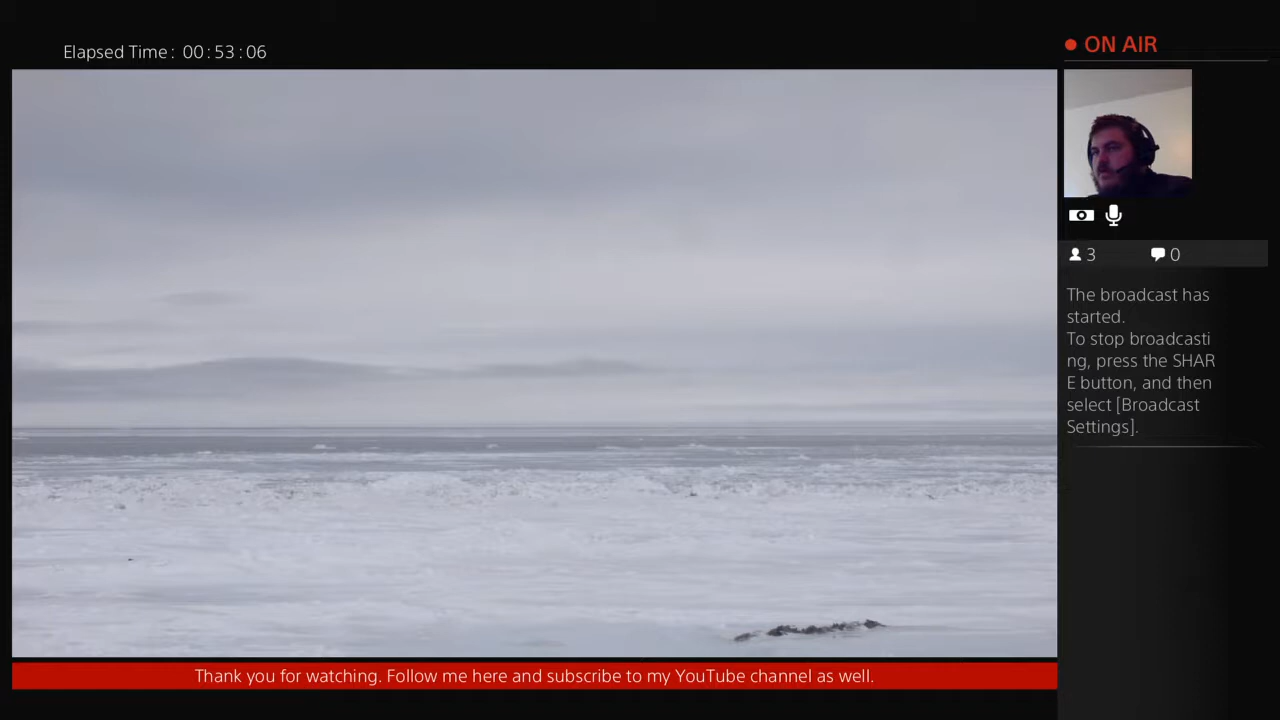 Elapsed Time: 00:53:06
ON AIR
3 0
The broadcast has
started.
To stop broadcasti
ng, press the SHAR
E button, and then
select [Broadcast
Settings].
Thank you for watching. Follow me here and subscribe to my YouTube channel as well.